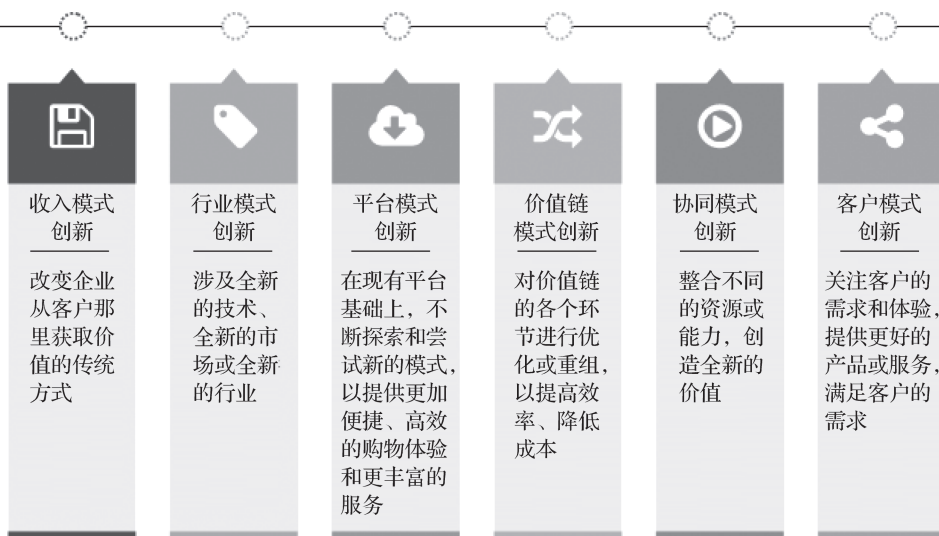 收入模式
创新
改变企业
从客户那
里获取价
值的传统
方式
行业模式
创新
涉及全新
的技术、
全新的市
场或全新
的行业
平台模式
创新
在现有平台
基础上，不
断探索和尝
试新的模式，
以提供更加
便捷、高效
的购物体验
和更丰富的
服务
价值链
模式创新
对价值链
的各个环
节进行优
化或重组，
以提高效
率、降低
成本
协同模式
创新
整合不同
的资源或
能力，创
造全新的
价值
客户模式
创新
关注客户的
需求和体验，
提供更好的
产品或服务，
满足客户的
需求